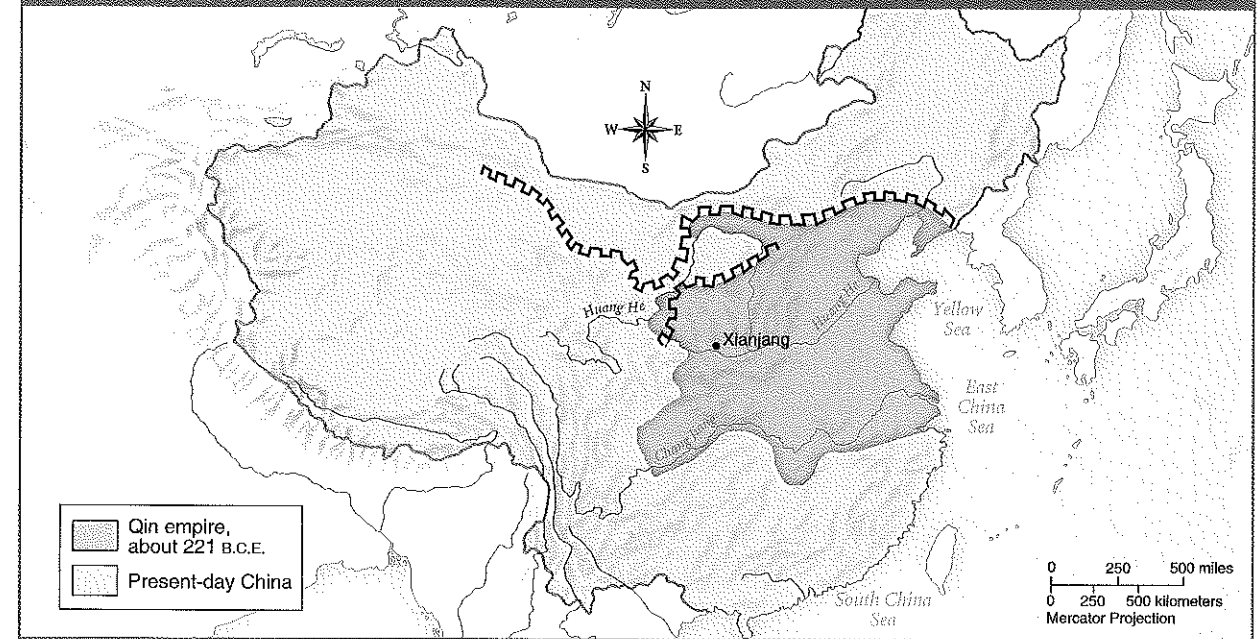 N
W E
S
Huang He
Huang He
Xianjang
Yellow
Sea
East
China
Sea
Chang Jiang
Qin empire,
about 221 B.C.E.
Present-day China
South China
Sea
0 250 500 miles
0 250 500 kilometers
Mercator Projection